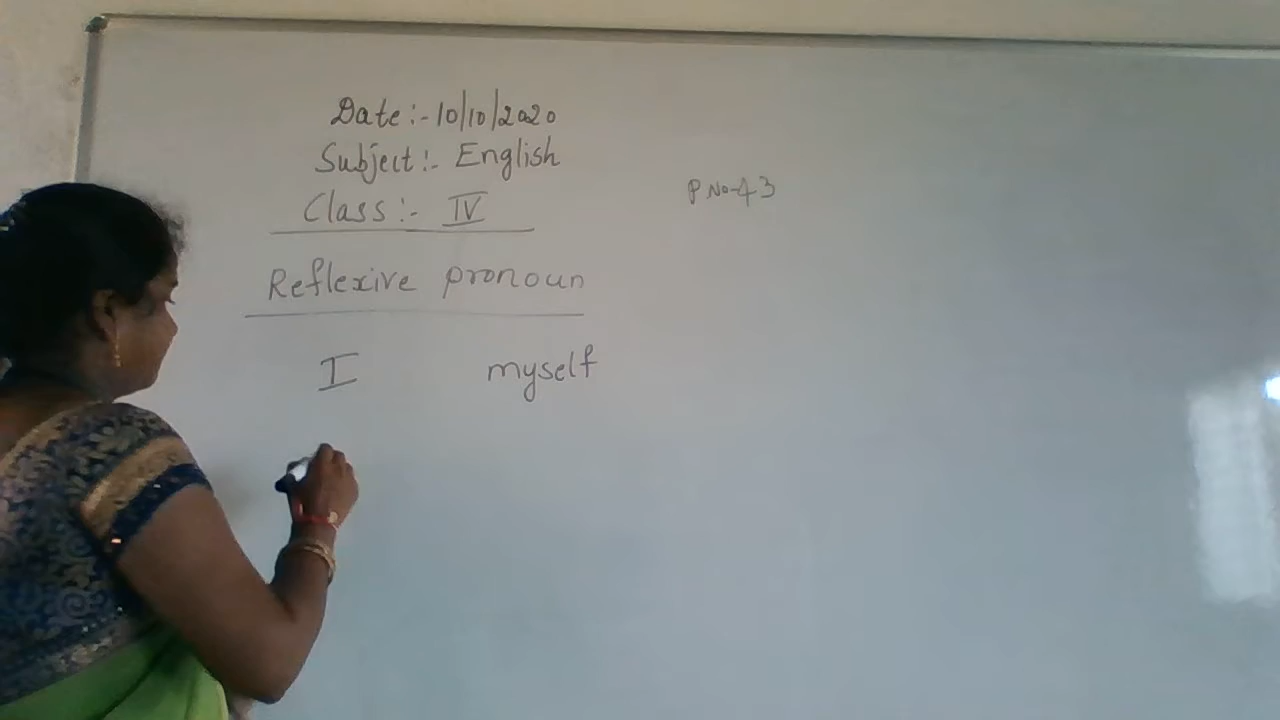 Date:-10/10/2020
Subject:- English
Class:- IV
P No-43
Reflexive pronoun
I myself